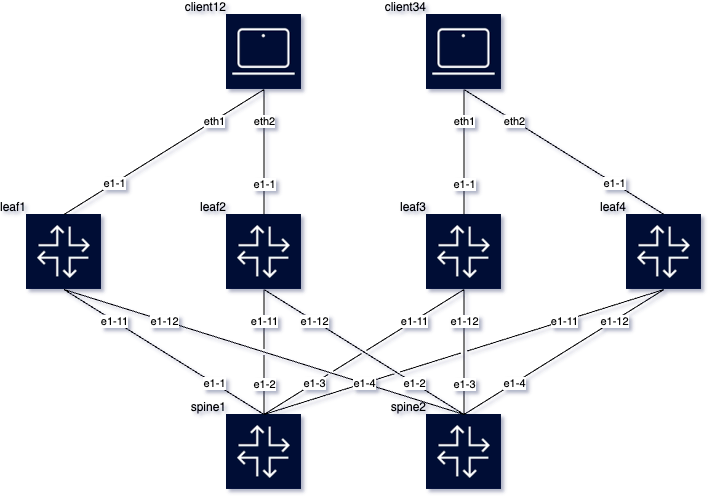 client12 client34
eth1 eth2 eth1 eth2
e1-1 e1-1 e1-1 e1-1
leaf1 leaf2 leaf3 leaf4
e1-11 e1-12 e1-11 e1-12 e1-11 e1-12 e1-11 e1-12
e1-1 e1-2 e1-3 e1-4 e1-2 e1-3 e1-4
spine1 spine2